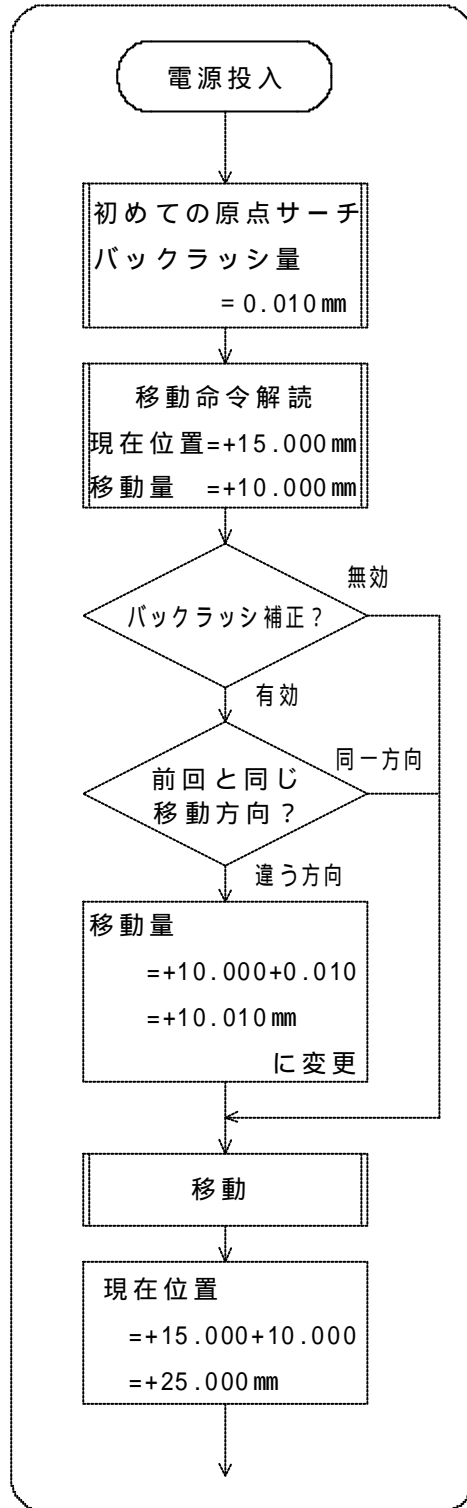 電源投入
初めての原点サーチ
バックラッシ量
=0.010㎜
移動命令解読
現在位置=+15.000㎜
移動量 =+10.000㎜
無効
バックラッシ補正？
有効
同一方向
前回と同じ
移動方向？
違う方向
移動量
=+10.000+0.010
=+10.010㎜
に変更
移動
現在位置
=+15.000+10.000
=+25.000㎜